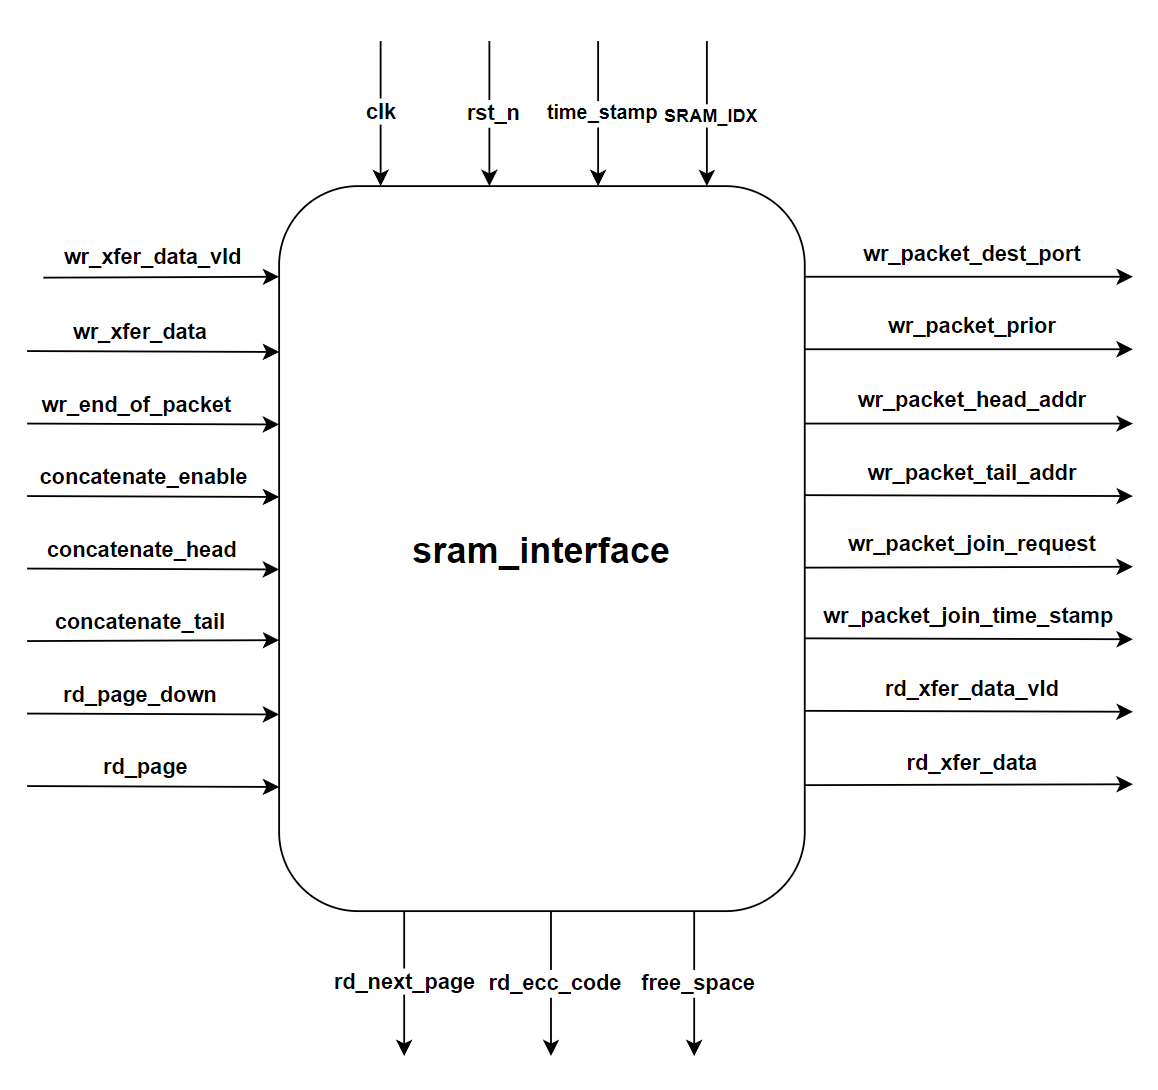 clk
rst_n
time_stamp
SRAM_IDX
wr_xfer_data_vld
wr_xfer_data
wr_end_of_packet
concatenate_enable
concatenate_head
concatenate_tail
rd_page_down
rd_page
sram_interface
wr_packet_dest_port
wr_packet_prior
wr_packet_head_addr
wr_packet_tail_addr
wr_packet_join_request
wr_packet_join_time_stamp
rd_xfer_data_vld
rd_xfer_data
rd_next_page
rd_ecc_code
free_space